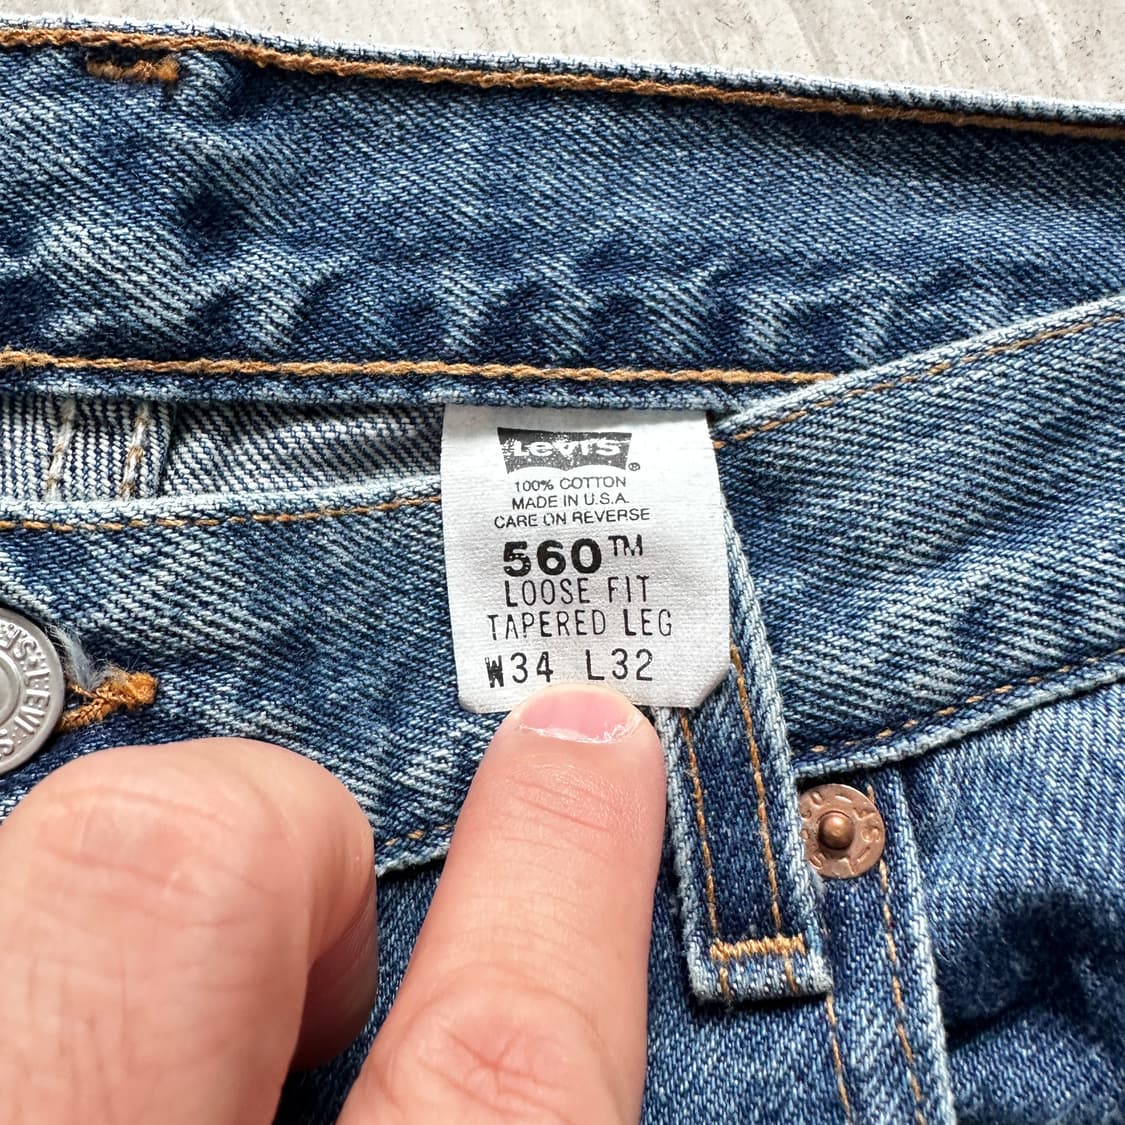 Levi's ®
100% COTTON
MADE IN U.S.A.
CARE ON REVERSE
560™
LOOSE FIT
TAPERED LEG
W34 L32